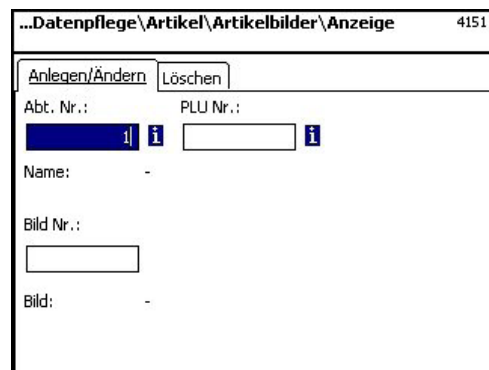 ...Datenpflege\Artikel\Artikelbilder\Anzeige 4151
Anlegen/Ändern Löschen
Abt. Nr.: PLU Nr.:
1 i i
Name: -
Bild Nr.:
Bild: -